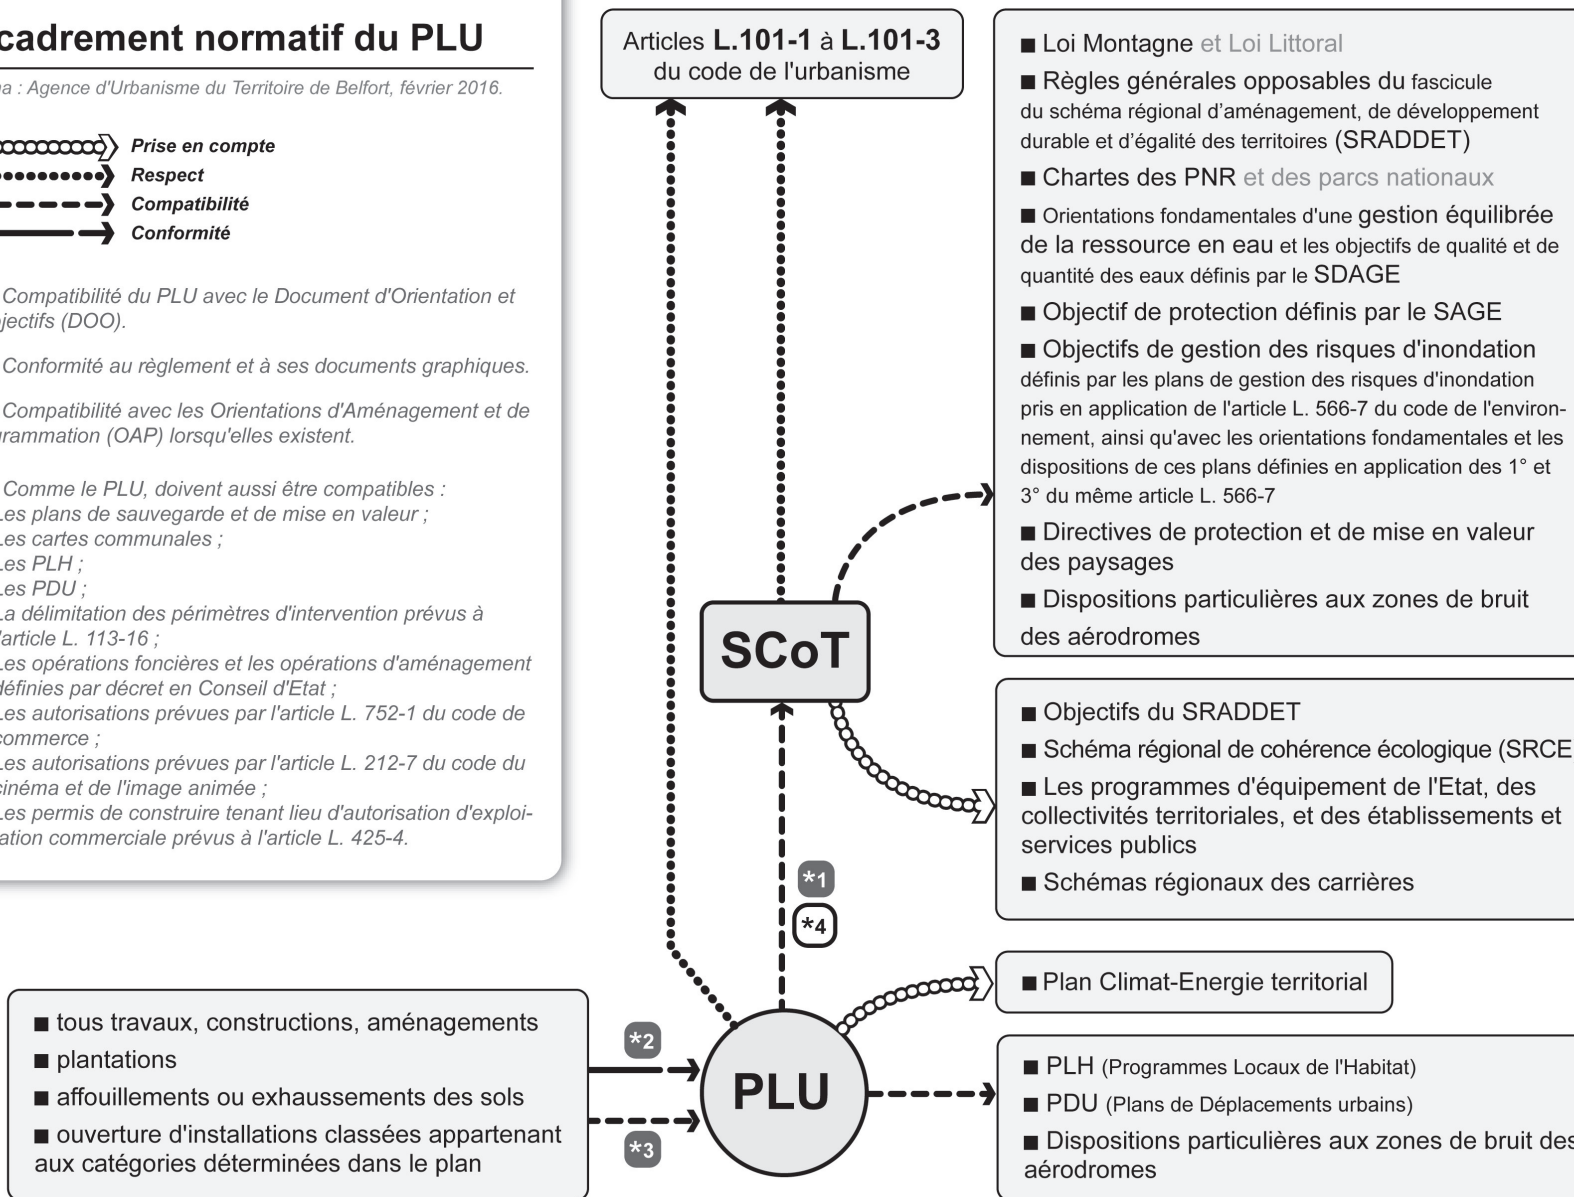 cadrement normatif du PLU
: Agence d'Urbanisme du Territoire de Belfort, février 2016.
Prise en compte
Respect
Compatibilité
Conformité
Compatibilité du PLU avec le Document d'Orientation et
jectifs (DOO).
Conformité au règlement et à ses documents graphiques.
Compatibilité avec les Orientations d'Aménagement et de
grammation (OAP) lorsqu'elles existent.
Comme le PLU, doivent aussi être compatibles :
Les plans de sauvegarde et de mise en valeur ;
Les cartes communales ;
Les PLH ;
Les PDU ;
La délimitation des périmètres d'intervention prévus à
l'article L. 113-16 ;
Les opérations foncières et les opérations d'aménagement
définies par décret en Conseil d'Etat ;
Les autorisations prévues par l'article L. 752-1 du code de
commerce ;
Les autorisations prévues par l'article L. 212-7 du code du
cinéma et de l'image animée ;
Les permis de construire tenant lieu d'autorisation d'exploi-
tation commerciale prévus à l'article L. 425-4.
Articles L.101-1 à L.101-3
du code de l'urbanisme
■ Loi Montagne et Loi Littoral
■ Règles générales opposables du fascicule
du schéma régional d’aménagement, de développement
durable et d’égalité des territoires (SRADDET)
■ Chartes des PNR et des parcs nationaux
■ Orientations fondamentales d'une gestion équilibrée
de la ressource en eau et les objectifs de qualité et de
quantité des eaux définis par le SDAGE
■ Objectif de protection définis par le SAGE
■ Objectifs de gestion des risques d'inondation
définis par les plans de gestion des risques d'inondation
pris en application de l'article L. 566-7 du code de l'environ-
nement, ainsi qu'avec les orientations fondamentales et les
dispositions de ces plans définies en application des 1° et
3° du même article L. 566-7
■ Directives de protection et de mise en valeur
des paysages
■ Dispositions particulières aux zones de bruit
des aérodromes
SCoT
■ Objectifs du SRADDET
■ Schéma régional de cohérence écologique (SRCE
■ Les programmes d'équipement de l'Etat, des
collectivités territoriales, et des établissements et
services publics
■ Schémas régionaux des carrières
*1
*4
■ Plan Climat-Energie territorial
■ tous travaux, constructions, aménagements
■ plantations
■ affouillements ou exhaussements des sols
■ ouverture d'installations classées appartenant
aux catégories déterminées dans le plan
*2
*3
PLU
■ PLH (Programmes Locaux de l'Habitat)
■ PDU (Plans de Déplacements urbains)
■ Dispositions particulières aux zones de bruit des
aérodromes